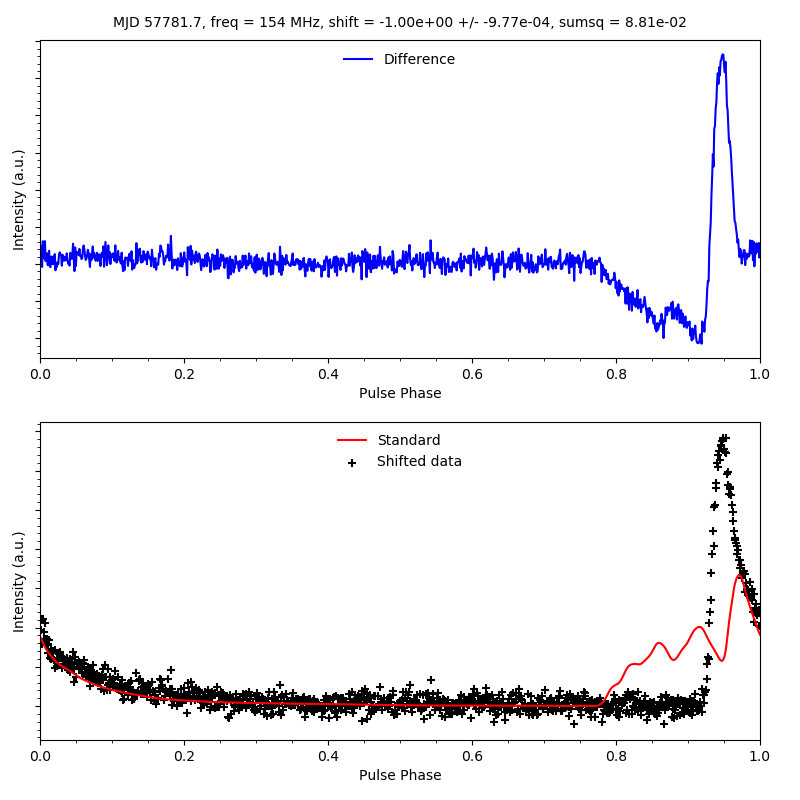 MJD 57781.7, freq = 154 MHz, shift = -1.00e+00 +/- -9.77e-04, sumsq = 8.81e-02
Difference
Intensity (a.u.)
0.0 0.2 0.4 0.6 0.8 1.0
Pulse Phase
Standard
Shifted data
Intensity (a.u.)
0.0 0.2 0.4 0.6 0.8 1.0
Pulse Phase